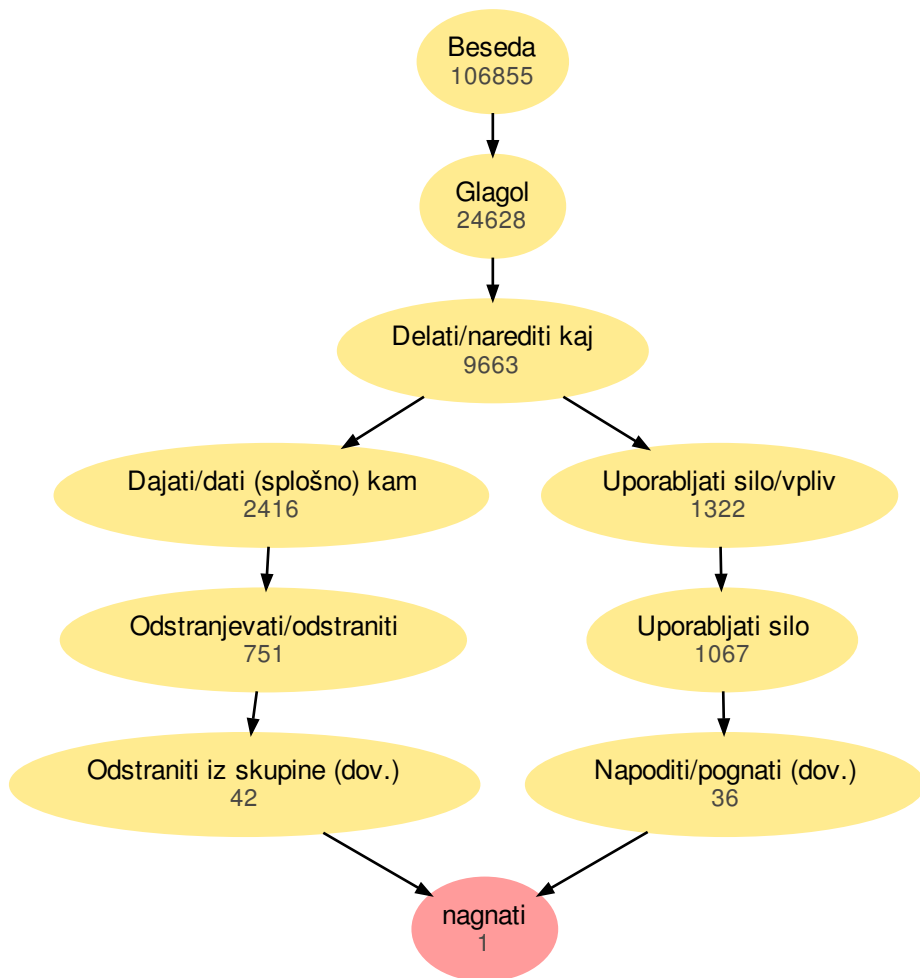 Beseda
106855
Glagol
24628
Delati/narediti kaj
9663
Dajati/dati (splošno) kam
2416
Uporabljati silo/vpliv
1322
Odstranjevati/odstraniti
751
Uporabljati silo
1067
Odstraniti iz skupine (dov.)
42
Napoditi/pognati (dov.)
36
nagnati
1